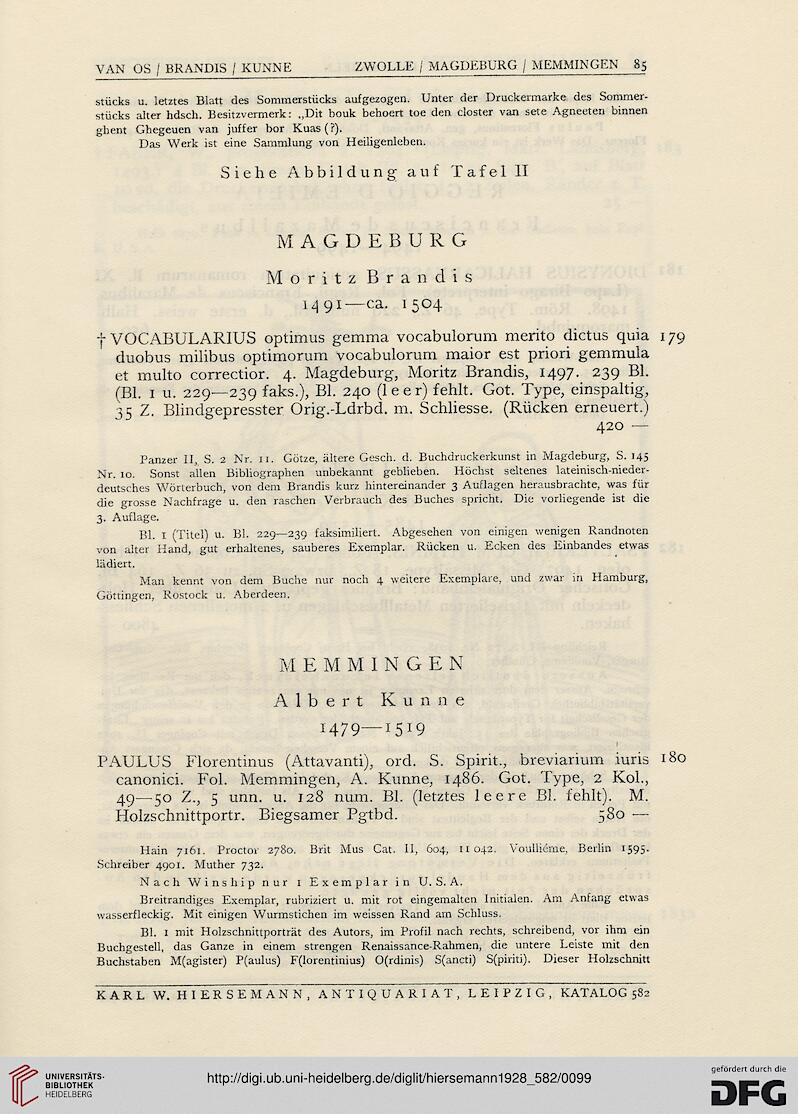 VAN OS / BRANDIS / KUNNE ZWOLLE / MAGDEBURG / MEMMINGEN 85
stücks u. letztes Blatt des Sommerstücks aufgezogen. Unter der Druckermarke des Sommer-
stücks alter hdsch. Besitzvermerk: „Dit bouk behoert toe den closter van sete Agneeten binnen
ghent Ghegeuen van juffer bor Kuas (?).
Das Werk ist eine Sammlung von Heiligenleben.
Siehe Abbildung auf Tafel II
MAGDEBURG
Moritz Brandis
1491—ca. 1504
† VOCABULARIUS optimus gemma vocabulorum merito dictus quia 179
duobus milibus optimorum vocabulorum maior est priori gemmula
et multo correctior. 4. Magdeburg, Moritz Brandis, 1497. 239 Bl.
(Bl. 1 u. 229—239 faks.), Bl. 240 (leer) fehlt. Got. Type, einspaltig,
35 Z. Blindgepresster Orig.-Ldrbd. m. Schliesse. (Rücken erneuert.)
420 —
Panzer II, S. 2 Nr. 11. Götze, ältere Gesch. d. Buchdruckerkunst in Magdeburg, S. 145
Nr. 10. Sonst allen Bibliographen unbekannt geblieben. Höchst seltenes lateinisch-nieder-
deutsches Wörterbuch, von dem Brandis kurz hintereinander 3 Auflagen herausbrachte, was für
die grosse Nachfrage u. den raschen Verbrauch des Buches spricht. Die vorliegende ist die
3. Auflage.
Bl. 1 (Titel) u. Bl. 229—239 faksimiliert. Abgesehen von einigen wenigen Randnoten
von alter Hand, gut erhaltenes, sauberes Exemplar. Rücken u. Ecken des Einbandes etwas
lädiert.
Man kennt von dem Buche nur noch 4 weitere Exemplare, und zwar in Hamburg,
Göttingen, Rostock u. Aberdeen.
MEMMINGEN
Albert Kunne
1479—1519
PAULUS Florentinus (Attavanti), ord. S. Spirit., breviarium iuris 180
canonici. Fol. Memmingen, A. Kunne, 1486. Got. Type, 2 Kol.,
49—50 Z., 5 unn. u. 128 num. Bl. (letztes leere Bl. fehlt). M.
Holzschnittportr. Biegsamer Pgtbd. 580 —
Hain 7161. Proctor 2780. Brit Mus Cat. II, 604, 11042. Voulliéme, Berlin 1595.
Schreiber 4901. Muther 732.
Nach Winship nur 1 Exemplar in U.S.A.
Breitrandiges Exemplar, rubriziert u. mit rot eingemalten Initialen. Am Anfang etwas
wasserfleckig. Mit einigen Wurmstichen im weissen Rand am Schluss.
Bl. 1 mit Holzschnittporträt des Autors, im Profil nach rechts, schreibend, vor ihm ein
Buchgestell, das Ganze in einem strengen Renaissance-Rahmen, die untere Leiste mit den
Buchstaben M(agister) P(aulus) F(lorentinius) O(rdinis) S(ancti) S(piriti). Dieser Holzschnitt
KARL W. HIERSEMANN, ANTIQUARIAT, LEIPZIG, KATALOG 582
UNIVERSITÄTS-
BIBLIOTHEK
HEIDELBERG
http://digi.ub.uni-heidelberg.de/diglit/hiersemann1928_582/0099
gefördert durch die
DFG